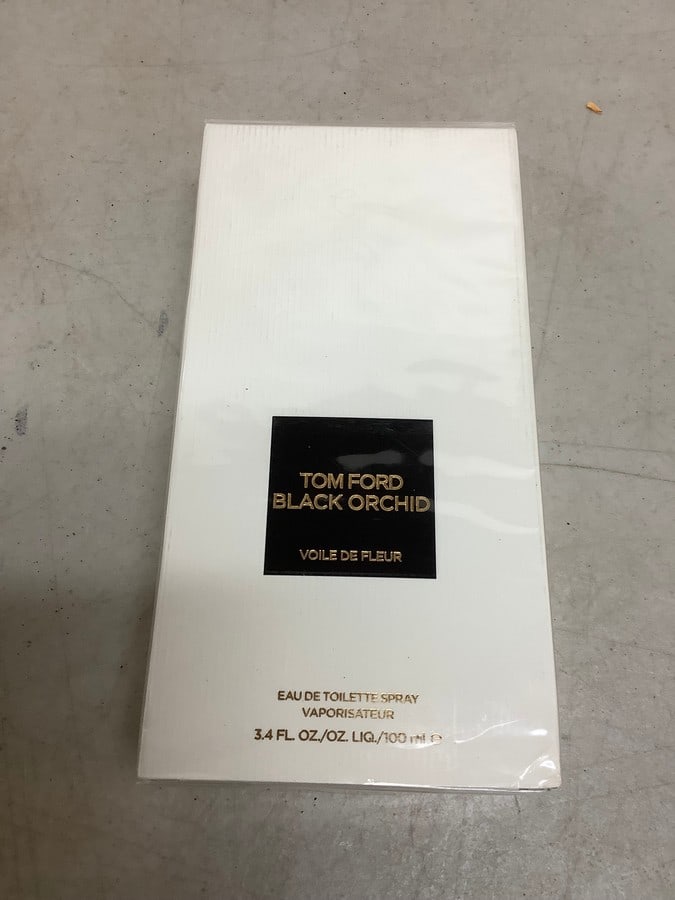 TOM FORD
BLACK ORCHID
VOILE DE FLEUR
EAU DE TOILETTE SPRAY
VAPORISATEUR
3.4 FL. OZ./OZ. LIQ./100 ml ℮